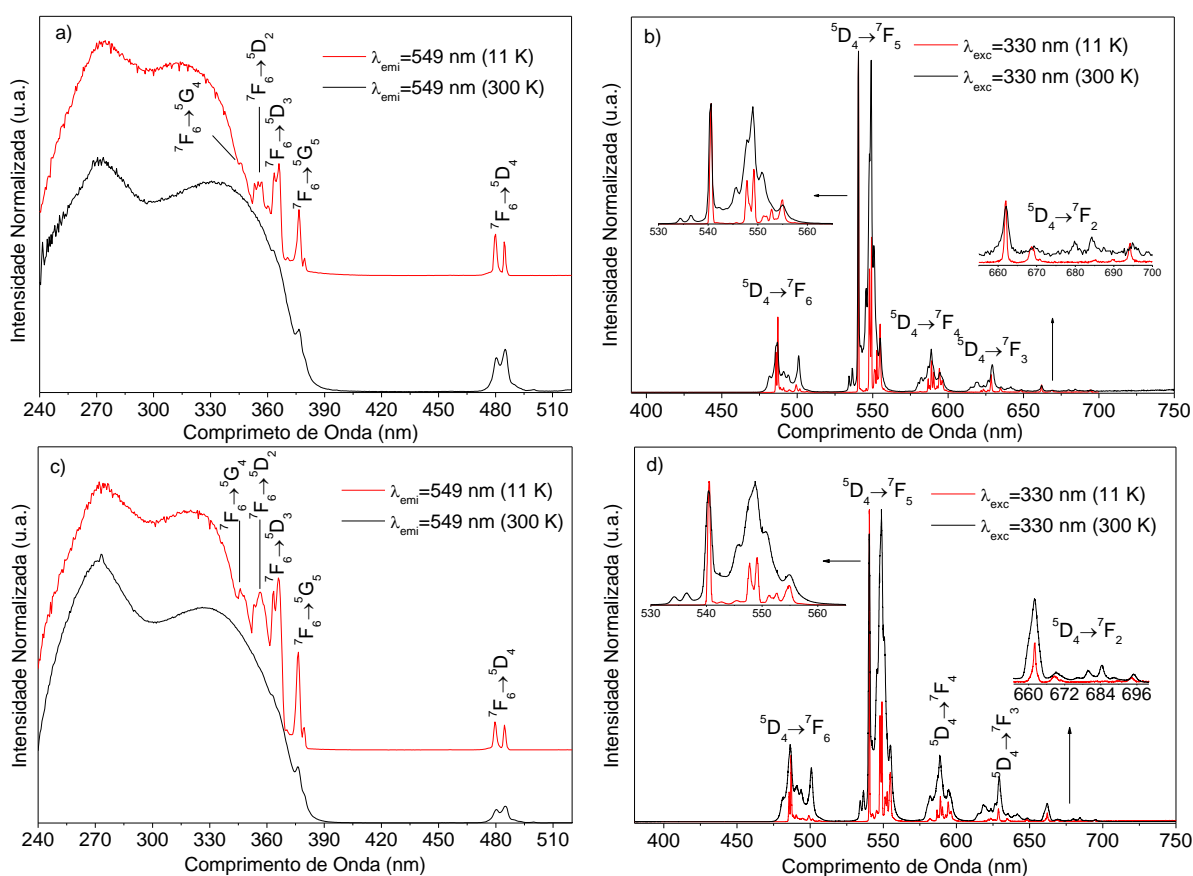 a)
λemi=549 nm (11 K)
λemi=549 nm (300 K)
⁷F₆→⁵G₄
⁷F₆→⁵D₂
⁷F₆→⁵D₃
⁷F₆→⁵G₅
⁷F₆→⁵D₄
Intensidade Normalizada (u.a.)
240 270 300 330 360 390 420 450 480 510
Comprimeto de Onda (nm)
b)
⁵D₄→⁷F₅
λexc=330 nm (11 K)
λexc=330 nm (300 K)
530 540 550 560
⁵D₄→⁷F₂
660 670 680 690 700
⁵D₄→⁷F₆
⁵D₄→⁷F₄
⁵D₄→⁷F₃
Intensidade Normalizada (u.a.)
400 450 500 550 600 650 700 750
Comprimento de Onda (nm)
c)
λemi=549 nm (11 K)
λemi=549 nm (300 K)
⁷F₆→⁵G₄
⁷F₆→⁵D₂
⁷F₆→⁵D₃
⁷F₆→⁵G₅
⁷F₆→⁵D₄
Intensidade Normalizada (u.a.)
240 270 300 330 360 390 420 450 480 510
Comprimento de Onda (nm)
d)
⁵D₄→⁷F₅
λexc=330 nm (11 K)
λexc=330 nm (300 K)
530 540 550 560
⁵D₄→⁷F₂
660 672 684 696
⁵D₄→⁷F₆
⁵D₄→⁷F₄
⁵D₄→⁷F₃
Intensidade Normalizada (u.a.)
400 450 500 550 600 650 700 750
Comprimento de Onda (nm)